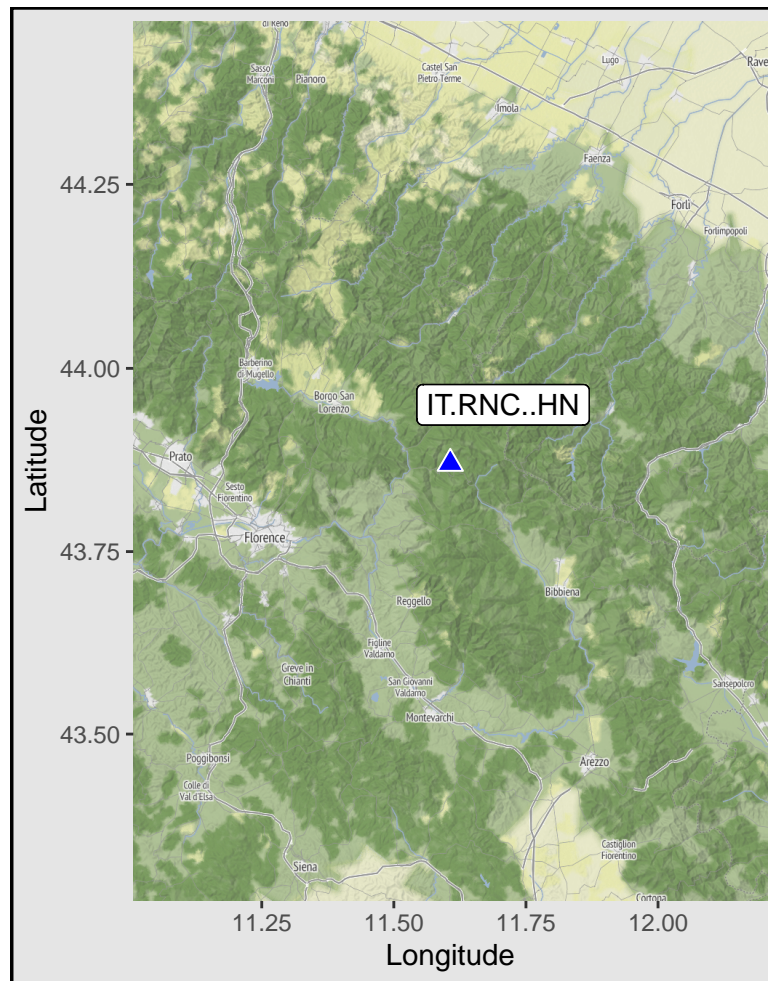 di Reno
Sasso
Marconi
Pianoro
Castel San
Pietro Terme
Lugo
Rave
Imola
Faenza
44.25
Forlì
Forlimpopoli
44.00
Barberino
di Mugello
Borgo San
Lorenzo
IT.RNC..HN
Prato
Sesto
Fiorentino
Florence
Latitude
43.75
Bibbiena
Reggello
Figline
Valdarno
Greve in
Chianti
San Giovanni
Valdarno
Sansepolcro
Montevarchi
43.50
Poggibonsi
Arezzo
Colle di
Val d'Elsa
Castiglion
Fiorentino
Siena
Cortona
11.25
11.50
11.75
12.00
Longitude